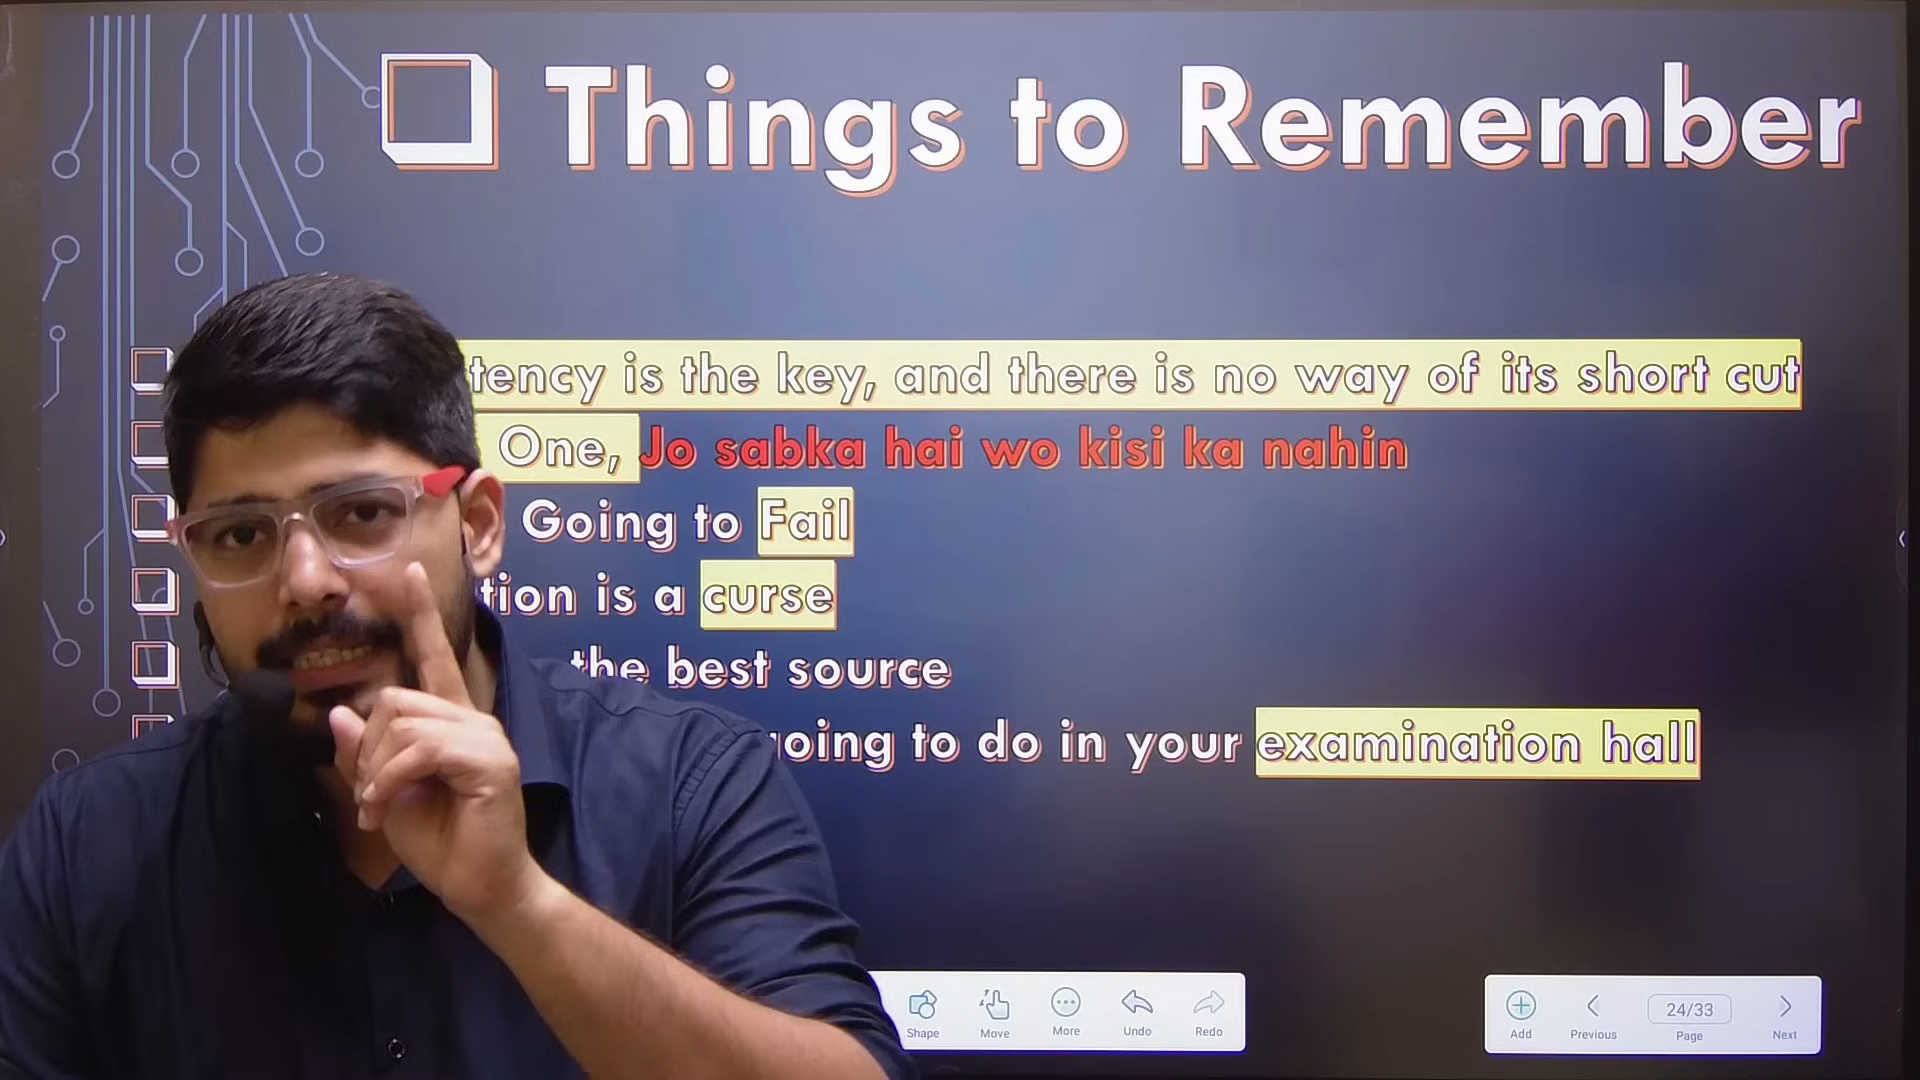 Things to Remember
tency is the key, and there is no way of its short cut
One, Jo sabka hai wo kisi ka nahin
Going to Fail
tion is a curse
the best source
going to do in your examination hall
Shape Move More Undo Redo
Add Previous 24/33 Page Next